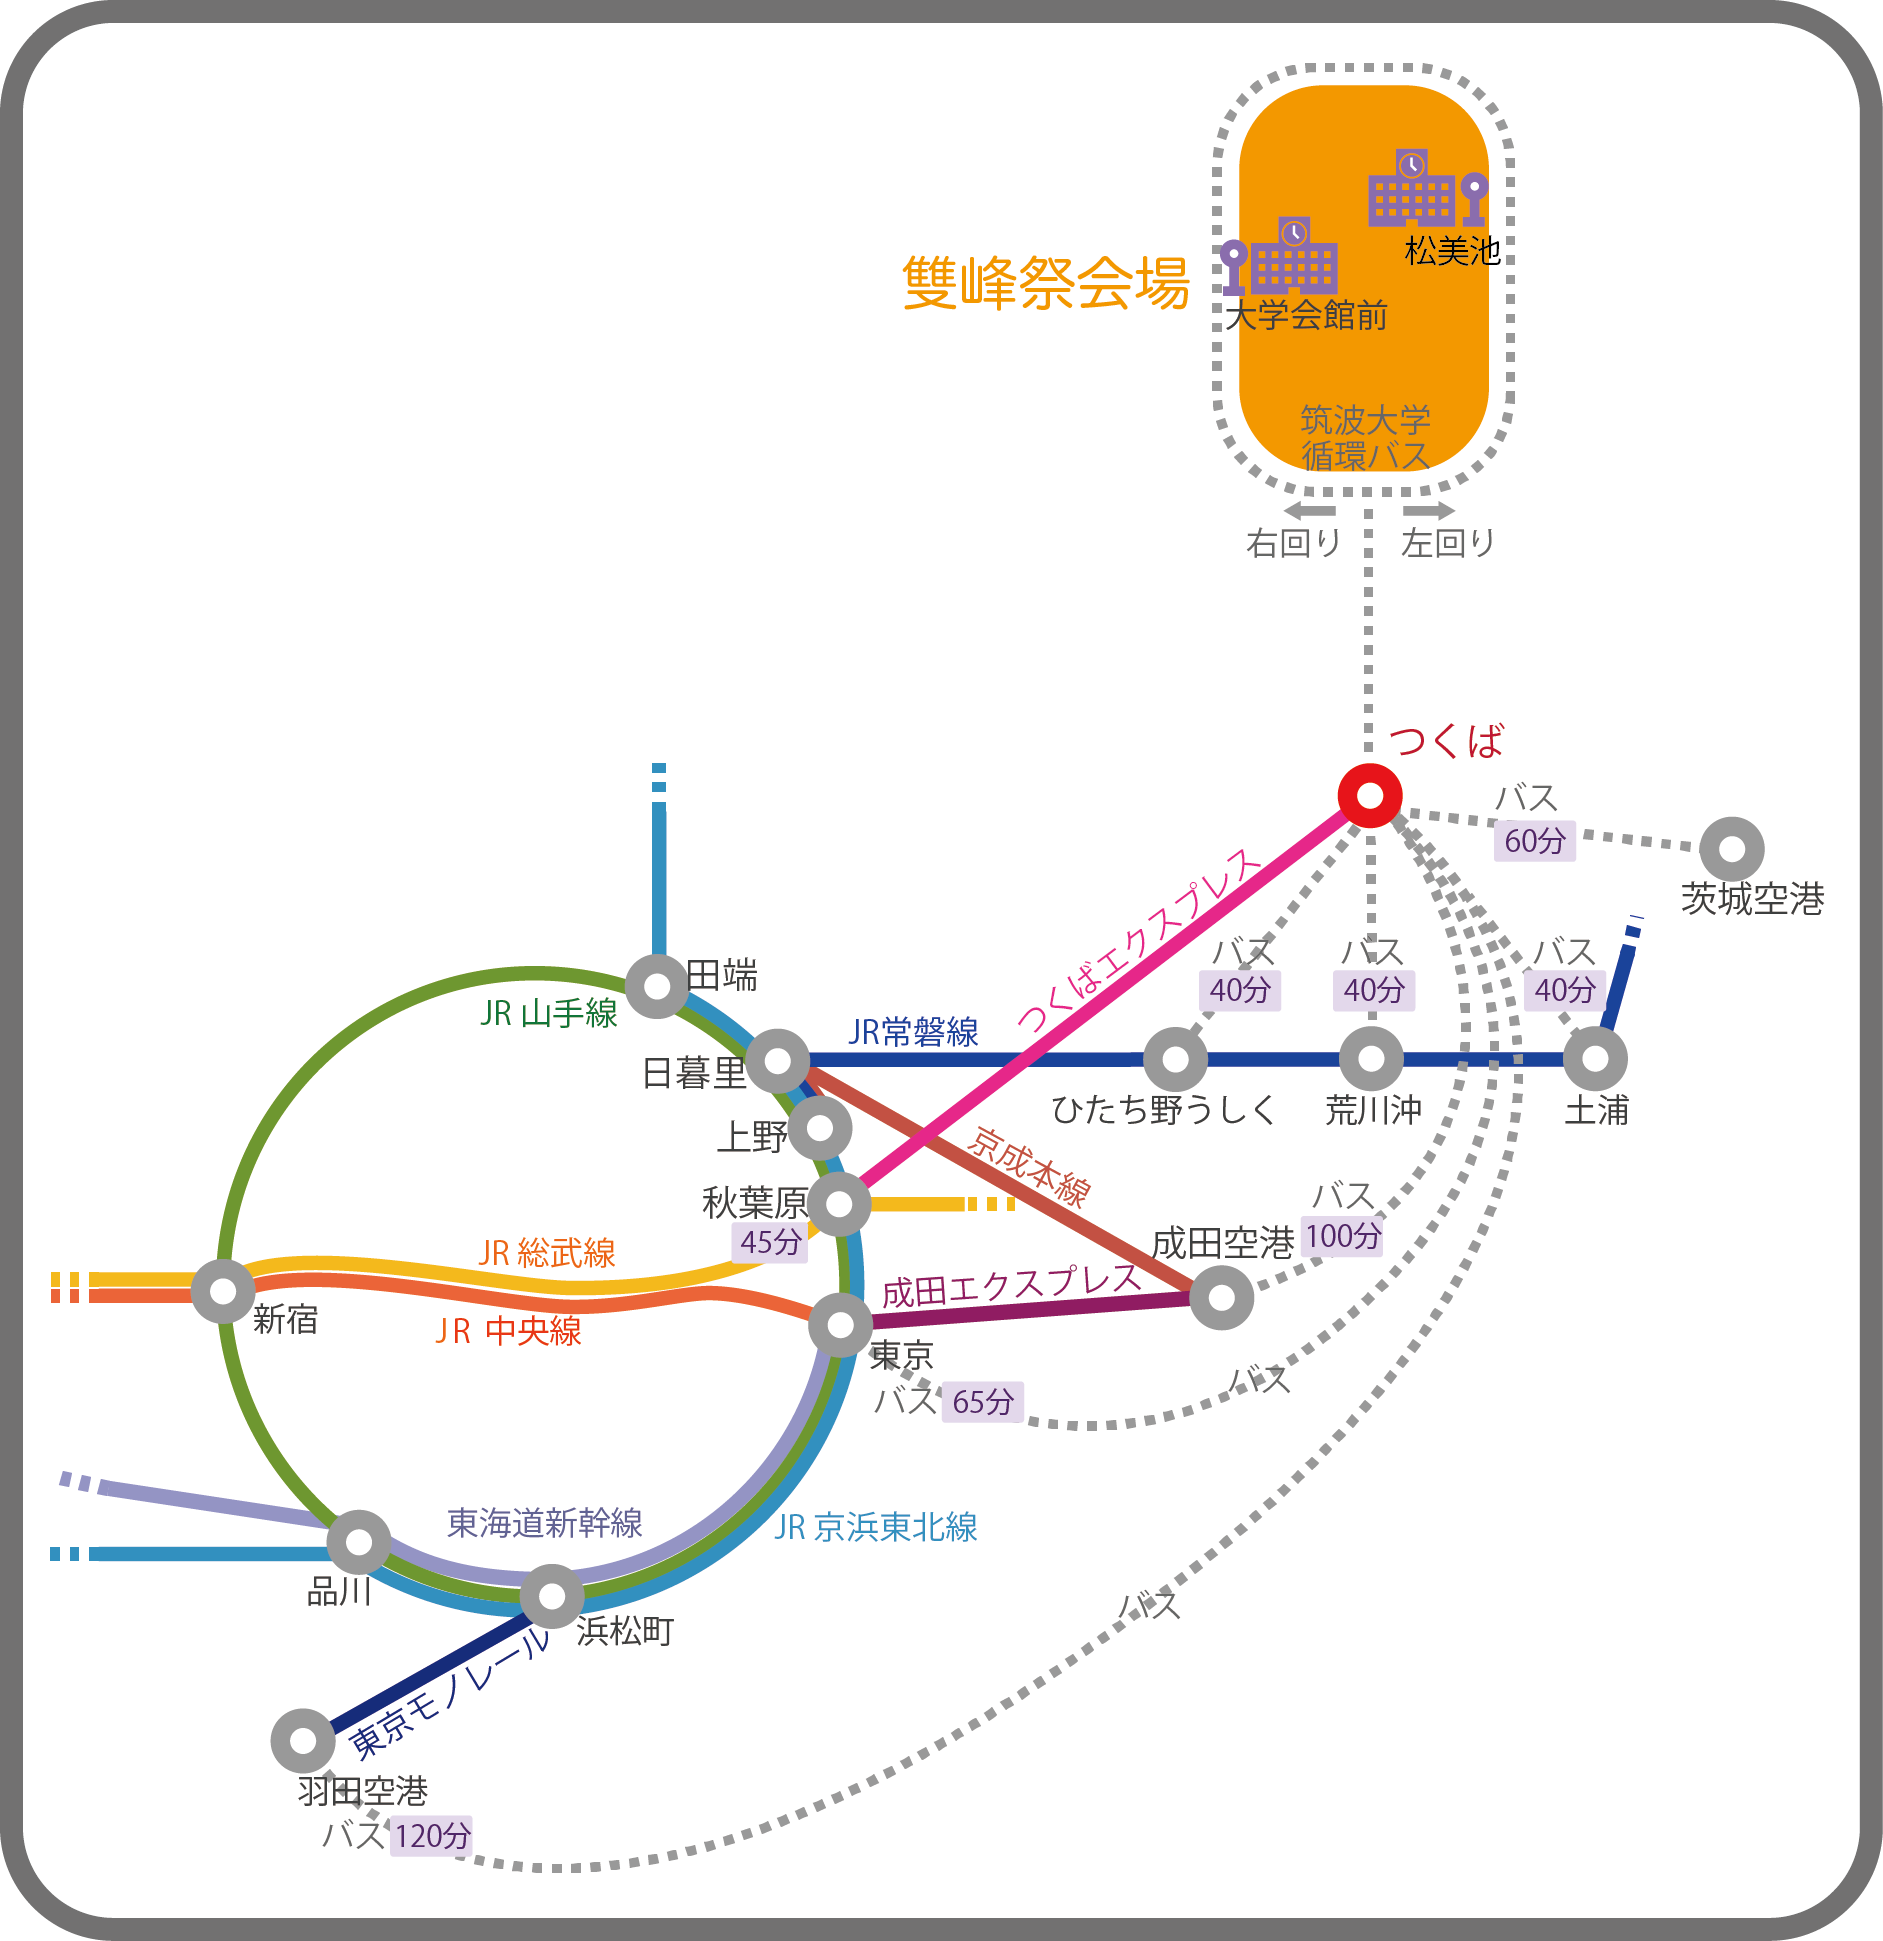 松美池
雙峰祭会場
大学会館前
筑波大学
循環バス
右回り
左回り
つくば
バス
60分
茨城空港
つくばエクスプレス
バス
40分
バス
40分
バス
40分
田端
JR 山手線
JR常磐線
日暮里
ひたち野うしく
荒川沖
土浦
上野
京成本線
秋葉原
45分
バス
100分
成田空港
JR 総武線
成田エクスプレス
新宿
JR 中央線
東京
バス
65分
バス
東海道新幹線
JR 京浜東北線
品川
バス
浜松町
東京モノレール
羽田空港
バス
120分